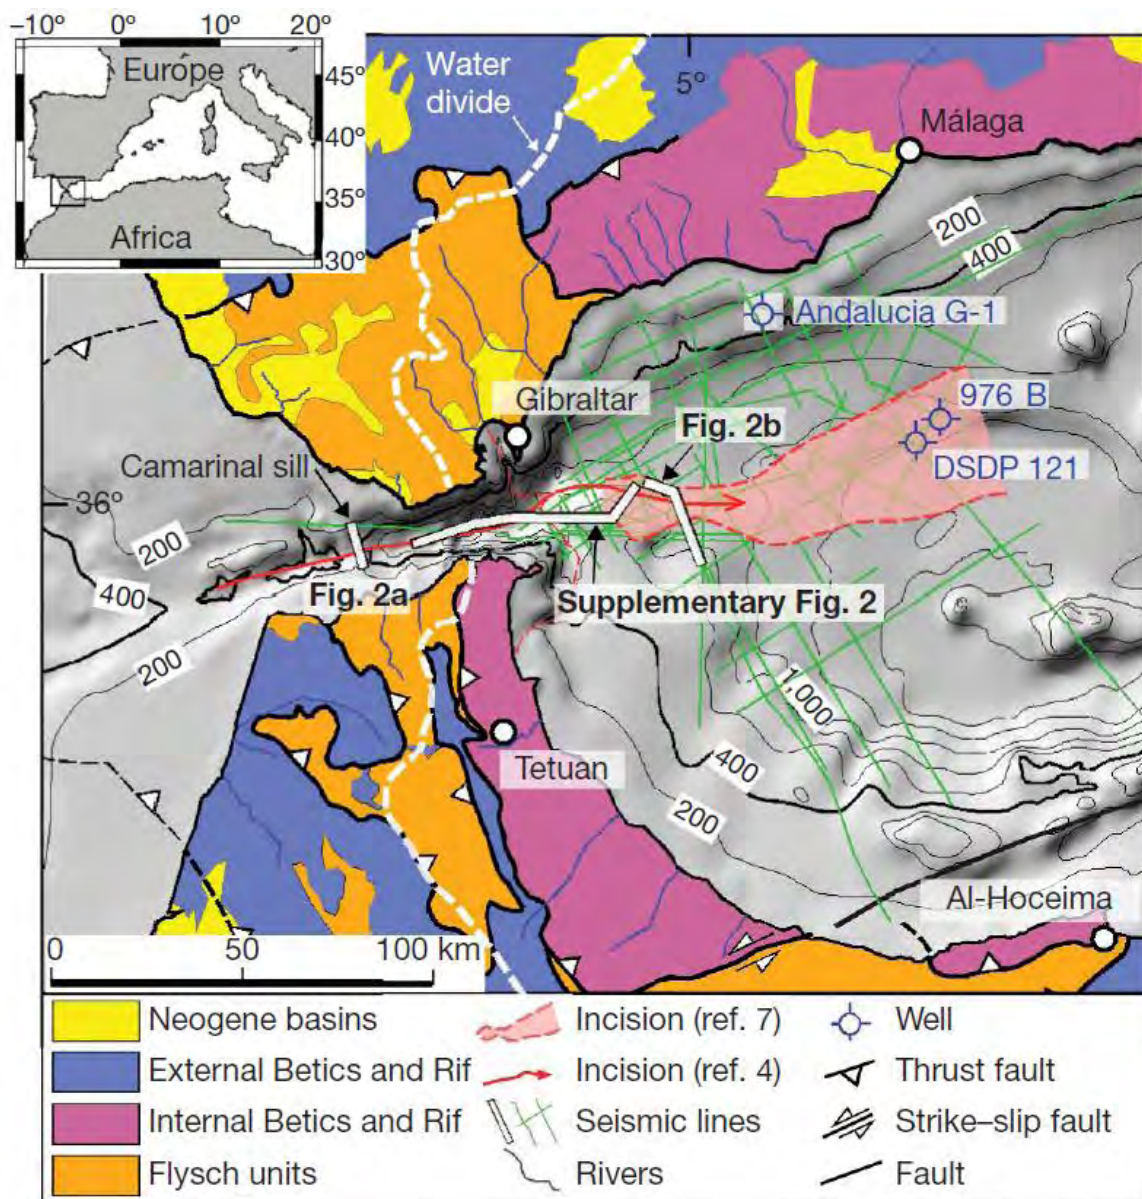 −10° 0° 10° 20°
Europe
45°
40°
35°
Africa
30°
Water
divide
5°
Málaga
200
400
Andalucia G-1
Gibraltar
976 B
Fig. 2b
DSDP 121
Camarinal sill
36°
200
400
Fig. 2a
Supplementary Fig. 2
200
1,000
Tetuan
400
200
Al-Hoceima
0 50 100 km
Neogene basins
External Betics and Rif
Internal Betics and Rif
Flysch units
Incision (ref. 7)
Incision (ref. 4)
Seismic lines
Rivers
Well
Thrust fault
Strike–slip fault
Fault